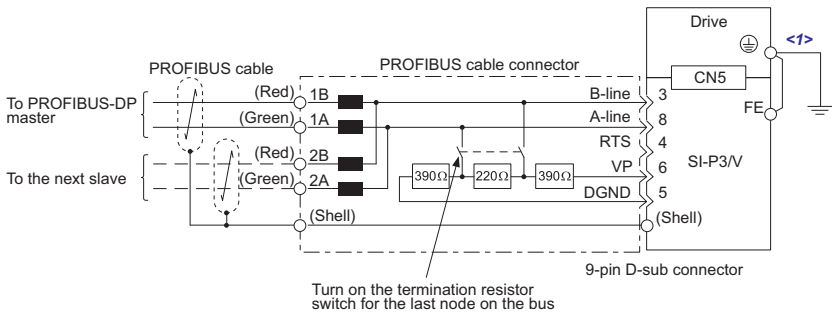 Drive
<1>
PROFIBUS cable
PROFIBUS cable connector
CN5
(Red)
1B
B-line
3
To PROFIBUS-DP
master
(Green)
1A
A-line
8
FE
RTS
4
(Red)
2B
SI-P3/V
390Ω
220Ω
390Ω
VP
6
To the next slave
(Green)
2A
DGND
5
(Shell)
(Shell)
9-pin D-sub connector
Turn on the termination resistor
switch for the last node on the bus